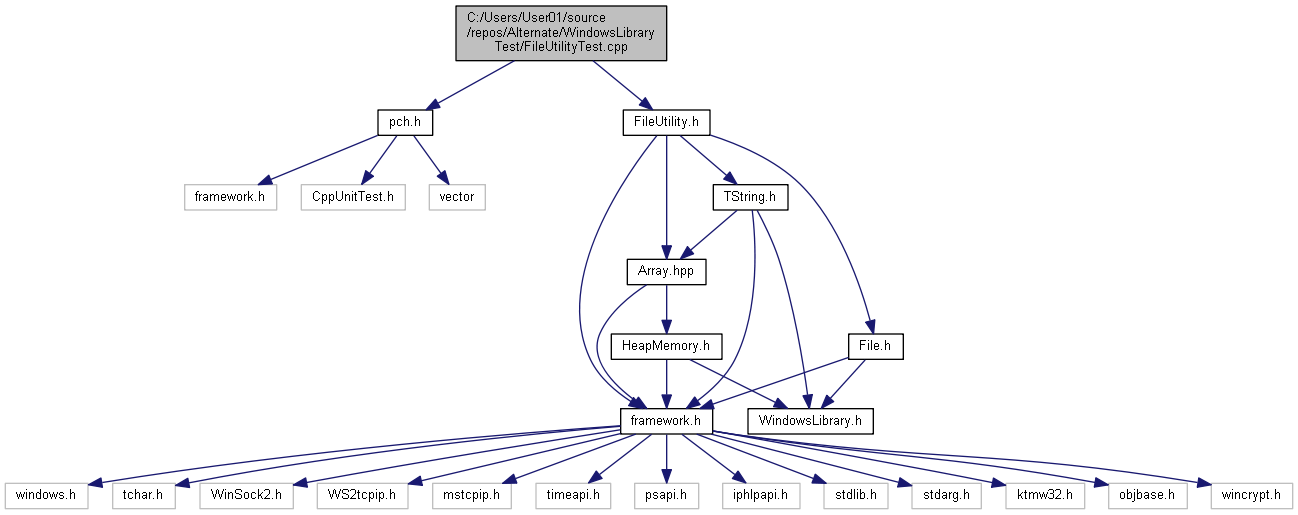 C:/Users/User01/source
/repos/Alternate/WindowsLibrary
Test/FileUtilityTest.cpp
pch.h
FileUtility.h
framework.h
CppUnitTest.h
vector
TString.h
Array.hpp
HeapMemory.h
File.h
framework.h
WindowsLibrary.h
windows.h
tchar.h
WinSock2.h
WS2tcpip.h
mstcpip.h
timeapi.h
psapi.h
iphlpapi.h
stdlib.h
stdarg.h
ktmw32.h
objbase.h
wincrypt.h